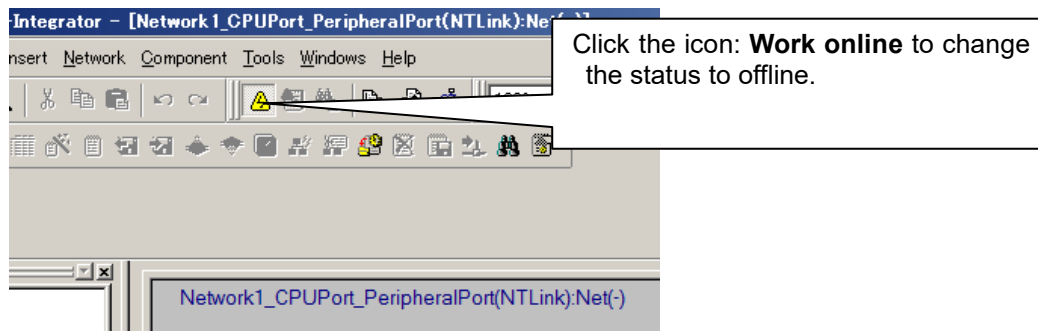 -Integrator - [Network1_CPUPort_PeripheralPort(NTLink):Net(-)]
nsert Network Component Tools Windows Help
Click the icon: Work online to change
the status to offline.
Network1_CPUPort_PeripheralPort(NTLink):Net(-)